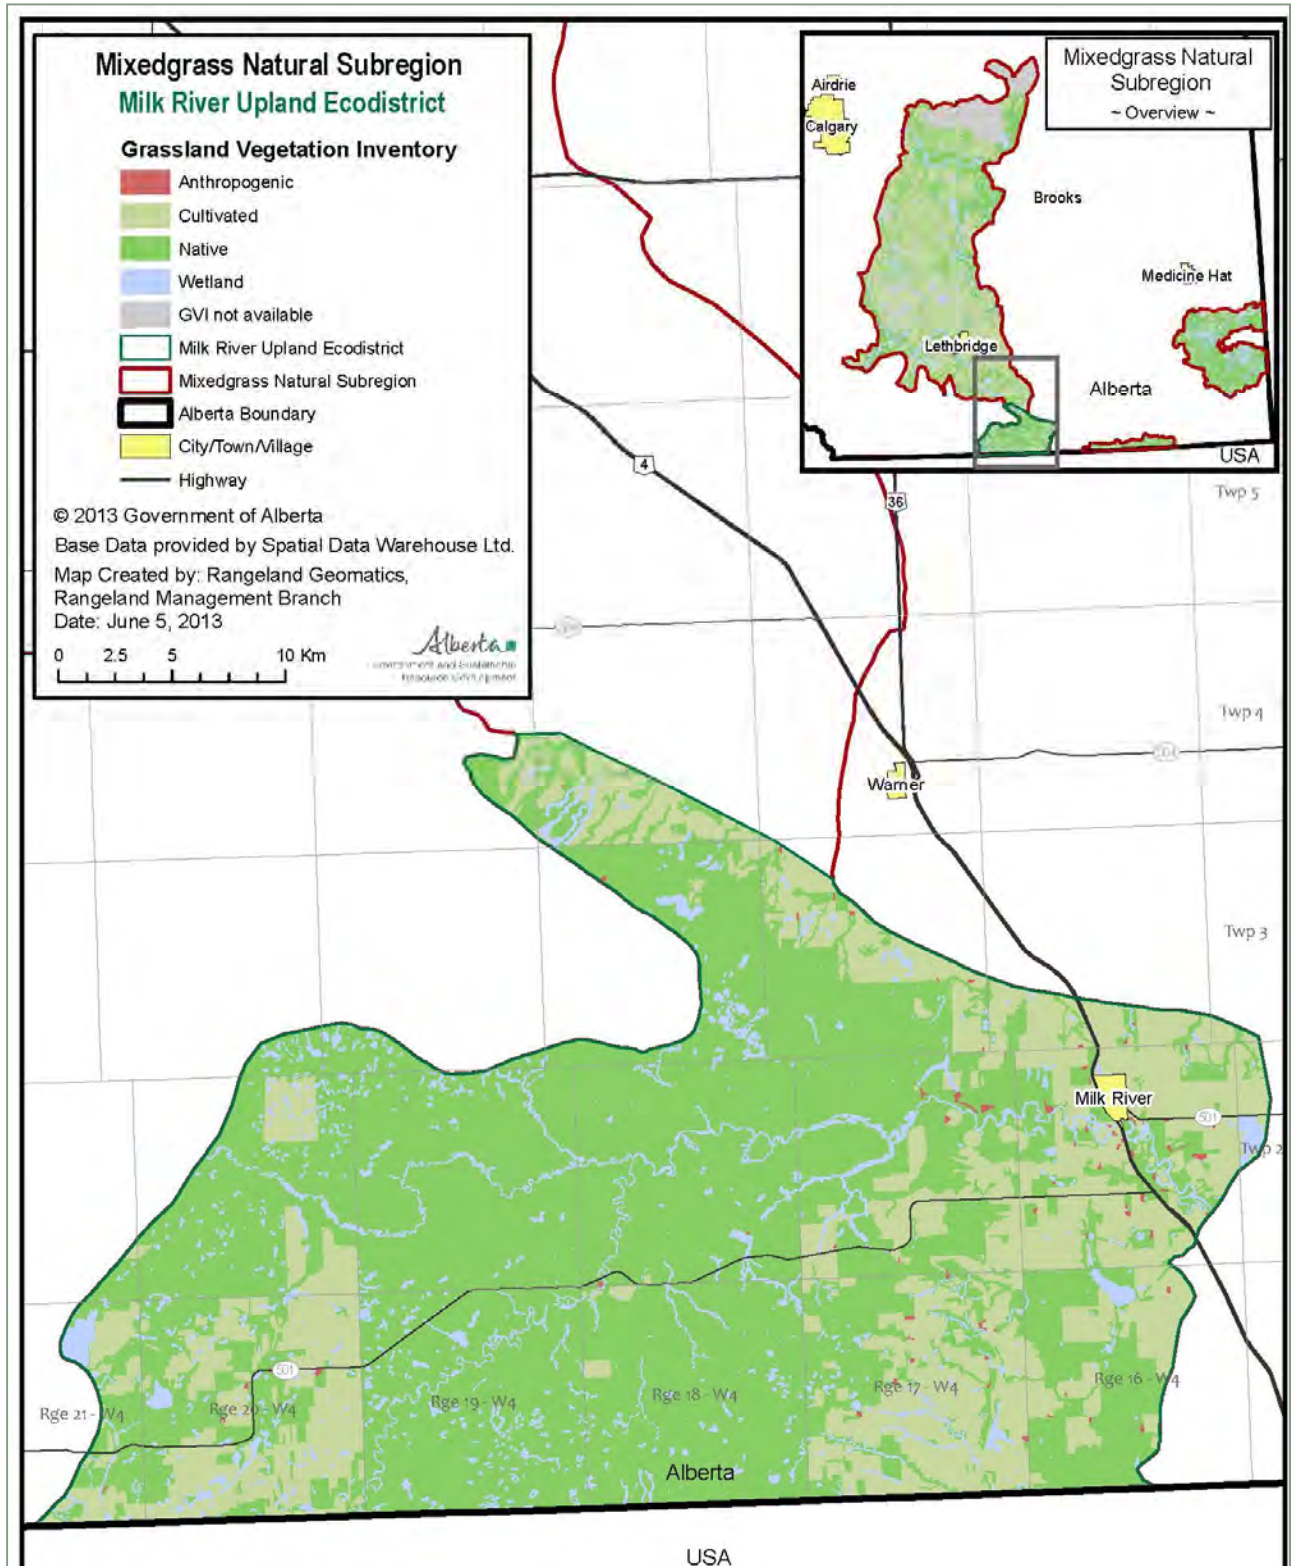 Mixedgrass Natural Subregion
Milk River Upland Ecodistrict
Grassland Vegetation Inventory
Anthropogenic
Cultivated
Native
Wetland
GVI not available
Milk River Upland Ecodistrict
Mixedgrass Natural Subregion
Alberta Boundary
City/Town/Village
Highway
© 2013 Government of Alberta
Base Data provided by Spatial Data Warehouse Ltd.
Map Created by: Rangeland Geomatics,
Rangeland Management Branch
Date: June 5, 2013
0 2.5 5 10 Km
Alberta
Mixedgrass Natural
Subregion
~ Overview ~
Airdrie
Calgary
Brooks
Medicine Hat
Lethbridge
Alberta
USA
4
36
Twp 5
Twp 4
Warner
Twp 3
Milk River
501
Twp 2
501
Rge 21 - W4
Rge 20 - W4
Rge 19 - W4
Rge 18 - W4
Rge 17 - W4
Rge 16 - W4
Alberta
USA